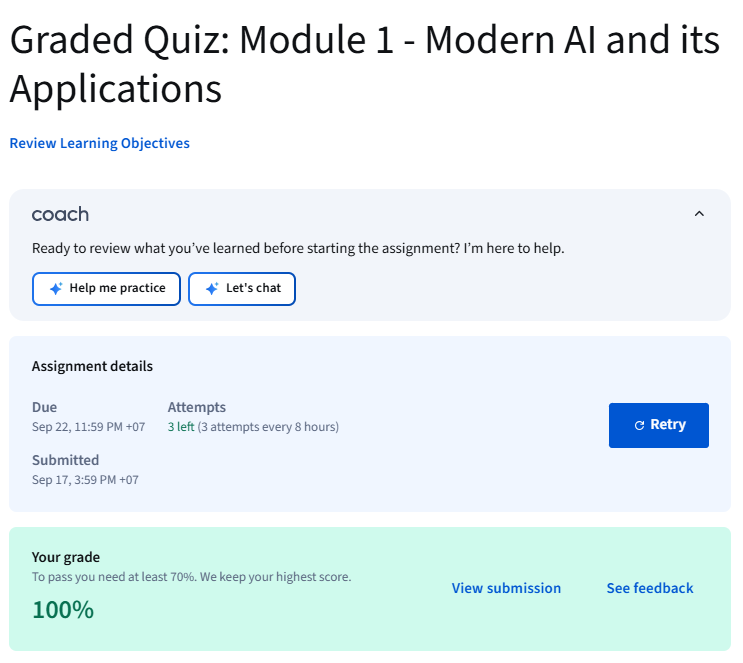 Graded Quiz: Module 1 - Modern AI and its
Applications
Review Learning Objectives
coach
Ready to review what you’ve learned before starting the assignment? I’m here to help.
Help me practice
Let's chat
Assignment details
Due
Attempts
Sep 22, 11:59 PM +07
3 left (3 attempts every 8 hours)
Retry
Submitted
Sep 17, 3:59 PM +07
Your grade
To pass you need at least 70%. We keep your highest score.
View submission
See feedback
100%